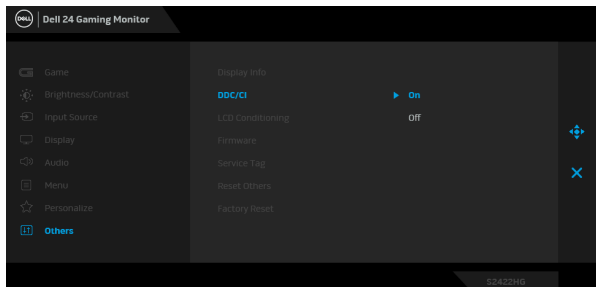 DELL Dell 24 Gaming Monitor
Game
Brightness/Contrast
Input Source
Display
Audio
Menu
Personalize
Others
Display Info
DDC/CI On
LCD Conditioning Off
Firmware
Service Tag
Reset Others
Factory Reset
S2422HG